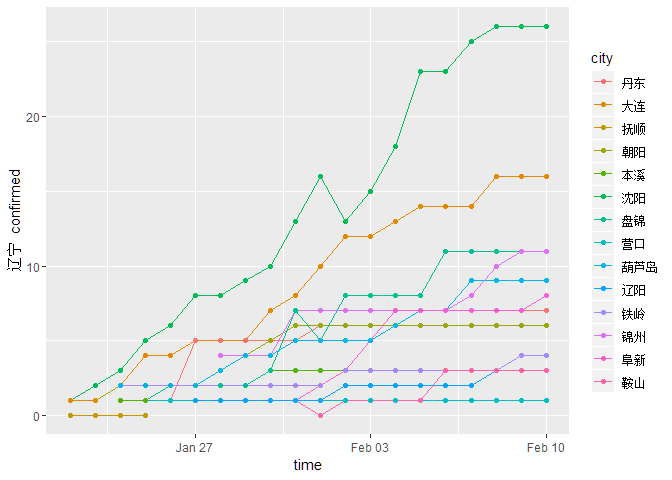 辽宁 confirmed
20
10
0
Jan 27
Feb 03
Feb 10
time
city
丹东
大连
抚顺
朝阳
本溪
沈阳
盘锦
营口
葫芦岛
辽阳
铁岭
锦州
阜新
鞍山